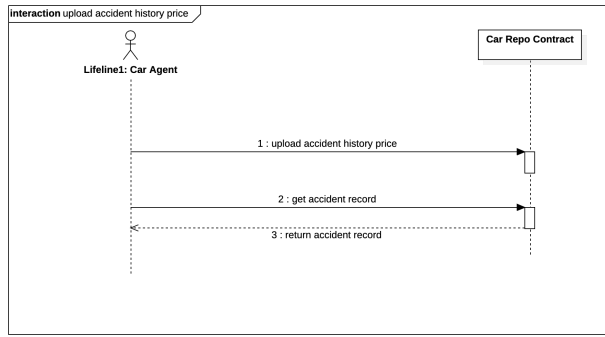 interaction upload accident history price
Car Repo Contract
Lifeline1: Car Agent
1 : upload accident history price
2 : get accident record
3 : return accident record